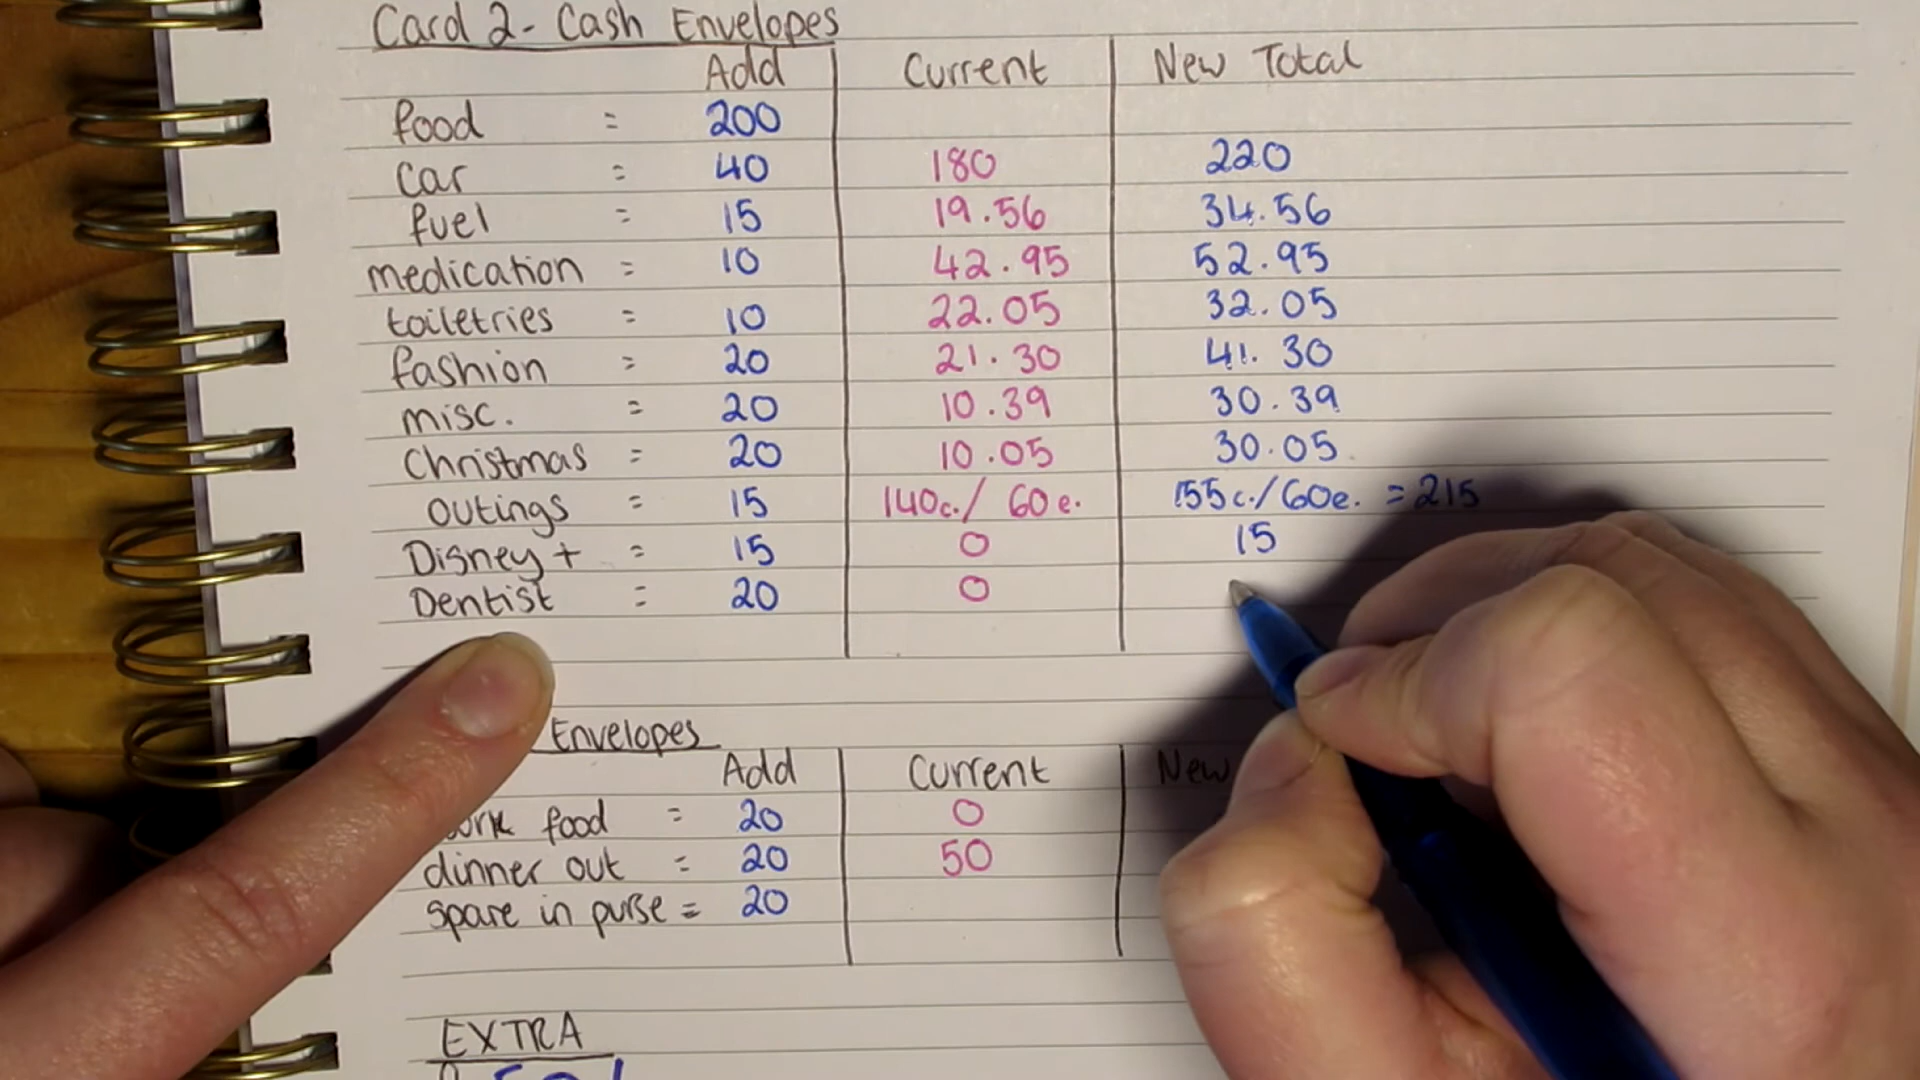 Card 2 - Cash Envelopes
Add Current New Total
food = 200
car = 40 180 220
fuel = 15 19.56 34.56
medication = 10 42.95 52.95
toiletries = 10 22.05 32.05
fashion = 20 21.30 41.30
misc. = 20 10.39 30.39
Christmas = 20 10.05 30.05
Outings = 15 140c./ 60e. 155c./60e. = 215
Disney + = 15 0 15
Dentist = 20 0
Envelopes
Add Current New
work food = 20 0
dinner out = 20 50
spare in purse = 20
EXTRA